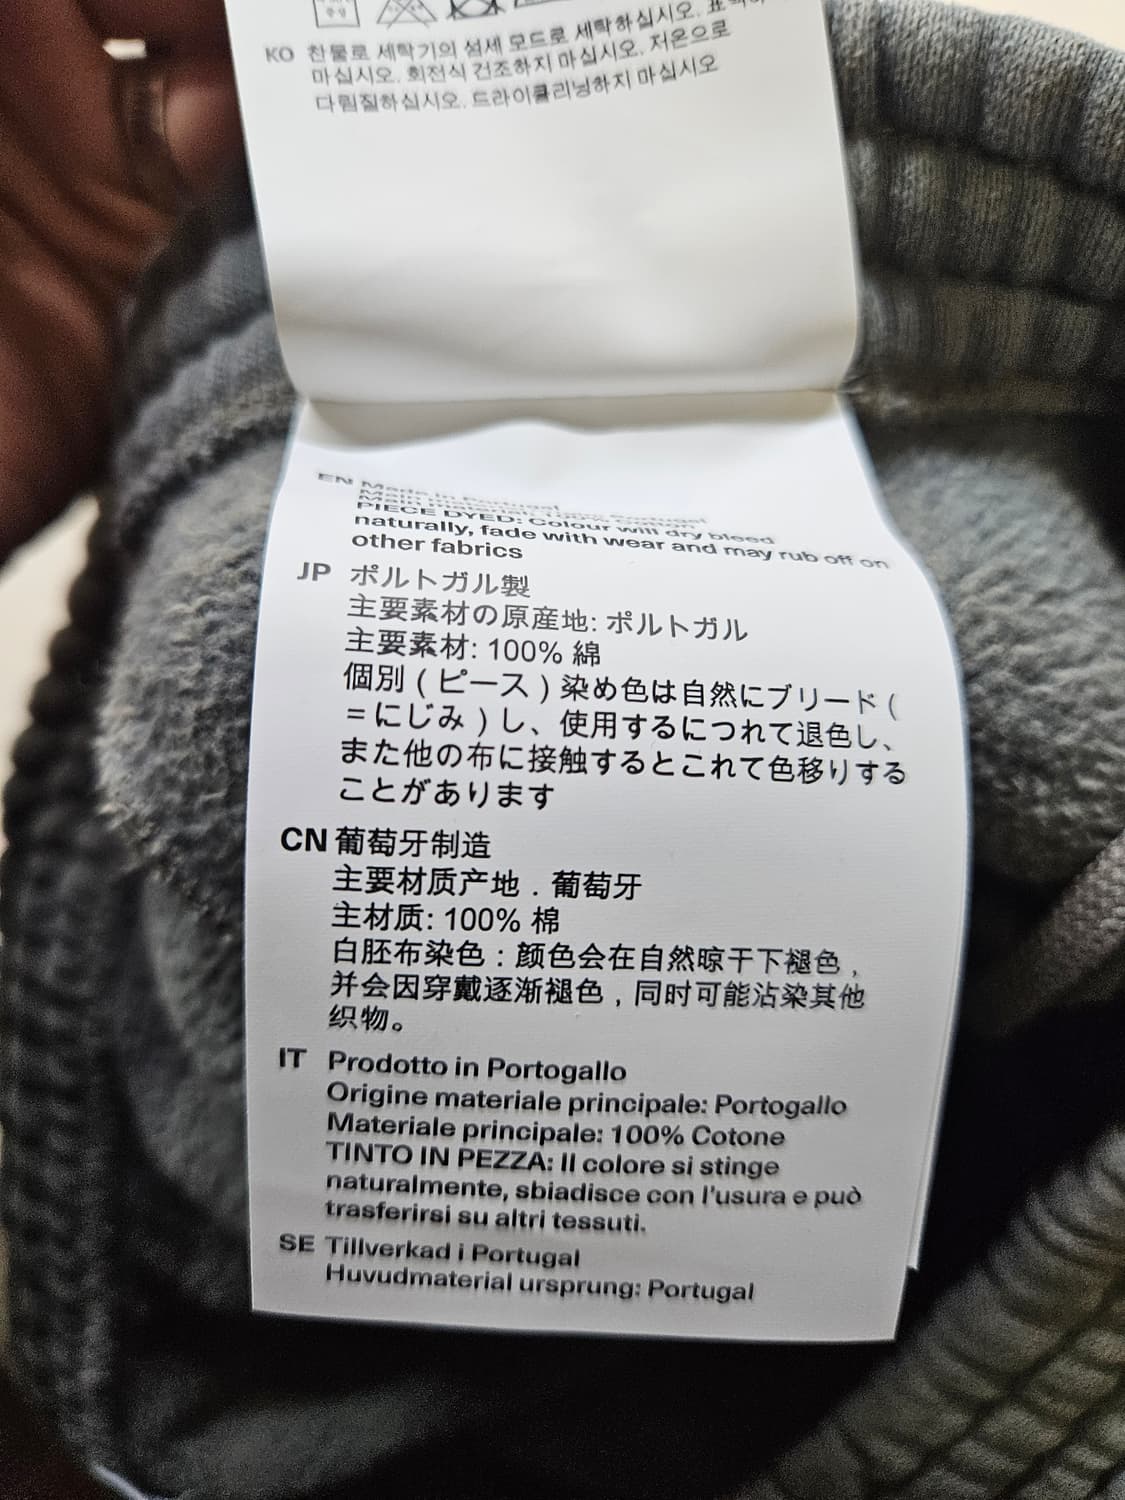 중성
KO 찬물로 세탁기의 섬세 모드로 세탁하십시오. 표백하
마십시오. 회전식 건조하지 마십시오. 저온으로
다림질하십시오. 드라이클리닝하지 마십시오
EN Made in Portugal
Portugal
Main material: 100% Cotton
PIECE DYED: Colour will dry bleed
naturally, fade with wear and may rub off on
other fabrics
JP ポルトガル製
主要素材の原産地: ポルトガル
主要素材: 100% 綿
個別 ( ピース ) 染め色は自然にブリード (
= にじみ ) し、使用するにつれて退色し、
また他の布に接触するとこれて色移りする
ことがあります
CN 葡萄牙制造
主要材质产地 . 葡萄牙
主材质: 100% 棉
白胚布染色 : 颜色会在自然晾干下褪色 ,
并会因穿戴逐渐褪色 , 同时可能沾染其他
织物。
IT Prodotto in Portogallo
Origine materiale principale: Portogallo
Materiale principale: 100% Cotone
TINTO IN PEZZA: Il colore si stinge
naturalmente, sbiadisce con l'usura e può
trasferirsi su altri tessuti.
SE Tillverkad i Portugal
Huvudmaterial ursprung: Portugal